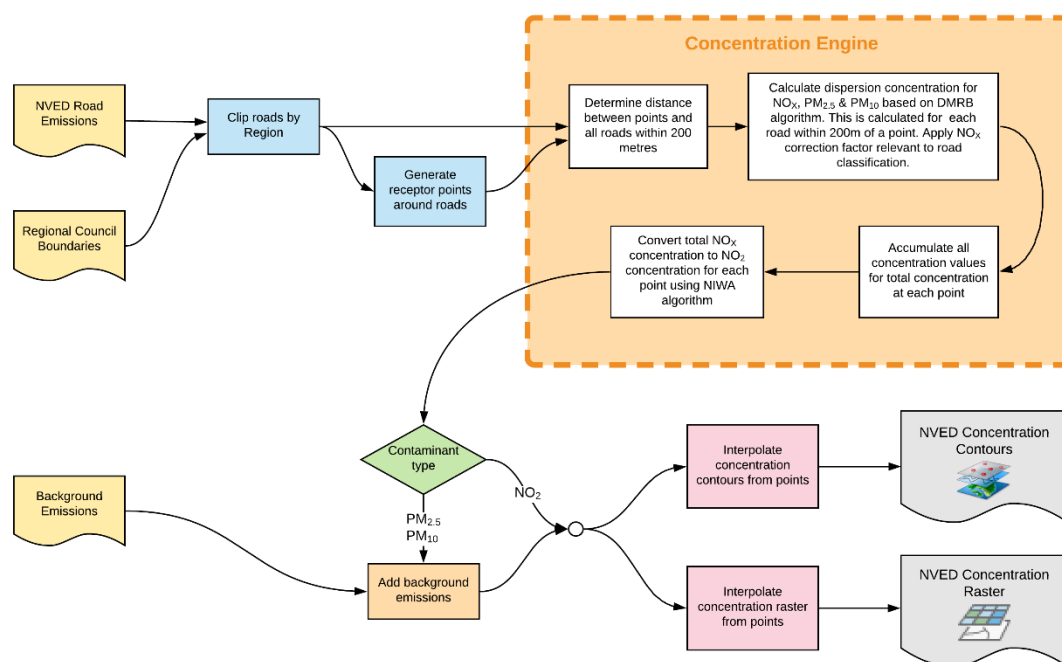 Concentration Engine
NVED Road
Emissions
Clip roads by
Region
Determine distance
between points and
all roads within 200
metres
Calculate dispersion concentration for
NOX, PM2.5 & PM10 based on DMRB
algorithm. This is calculated for each
road within 200m of a point. Apply NOX
correction factor relevant to road
classification.
Generate
receptor points
around roads
Regional Council
Boundaries
Convert total NOX
concentration to NO2
concentration for each
point using NIWA
algorithm
Accumulate all
concentration values
for total concentration
at each point
Contaminant
type
NO2
PM2.5
PM10
Interpolate
concentration
contours from points
NVED Concentration
Contours
Background
Emissions
Add background
emissions
Interpolate
concentration raster
from points
NVED Concentration
Raster